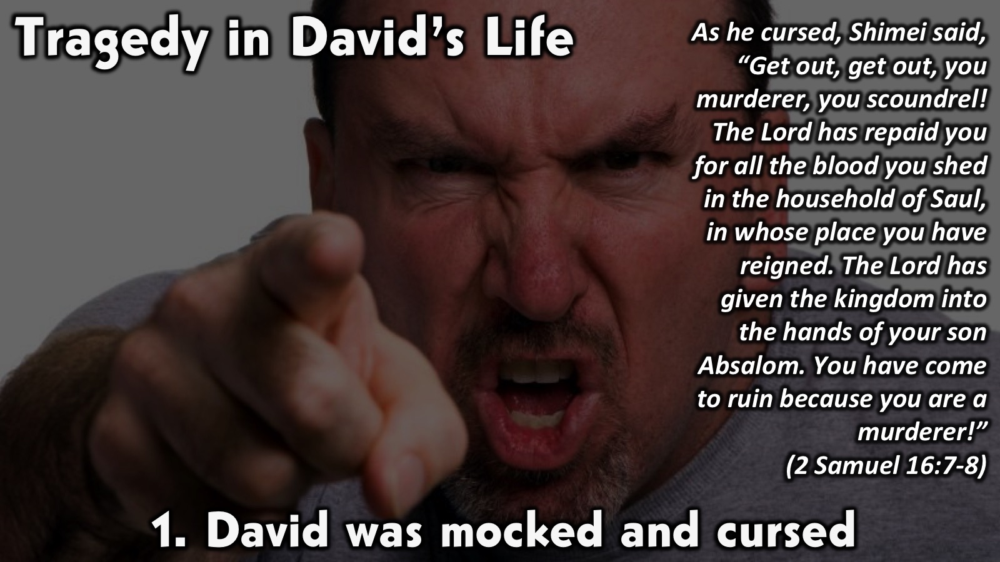 Tragedy in David’s Life
As he cursed, Shimei said,
“Get out, get out, you
murderer, you scoundrel!
The Lord has repaid you
for all the blood you shed
in the household of Saul,
in whose place you have
reigned. The Lord has
given the kingdom into
the hands of your son
Absalom. You have come
to ruin because you are a
murderer!”
(2 Samuel 16:7-8)
1. David was mocked and cursed